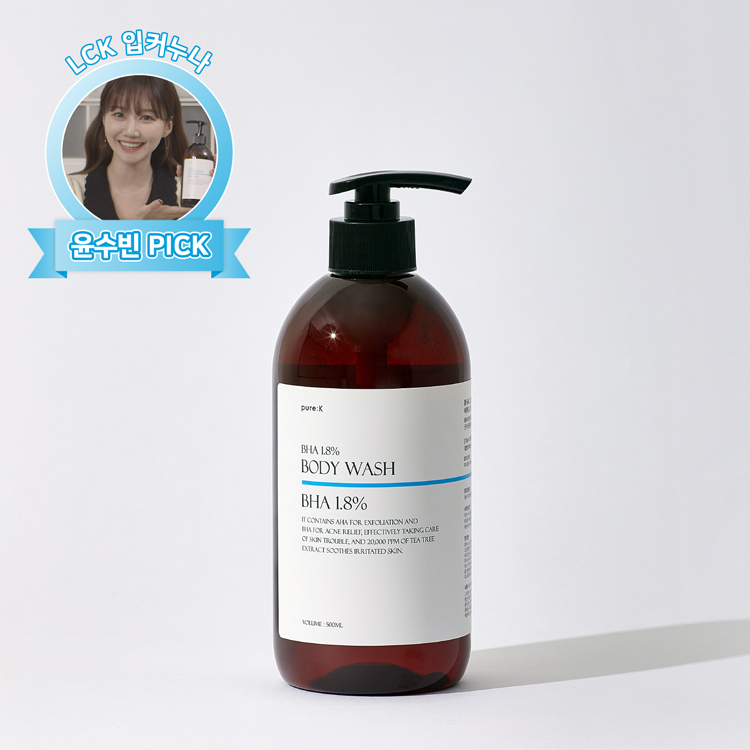 LCK 입커누나
윤수빈 PICK
pure:K
BHA 1.8%
BODY WASH
BHA 1.8%
IT CONTAINS AHA FOR EXFOLIATION AND
BHA FOR ACNE RELIEF, EFFECTIVELY TAKING CARE
OF SKIN TROUBLE, AND 20,000 PPM OF TEA TREE
EXTRACT SOOTHES IRRITATED SKIN.
VOLUME : 500ML